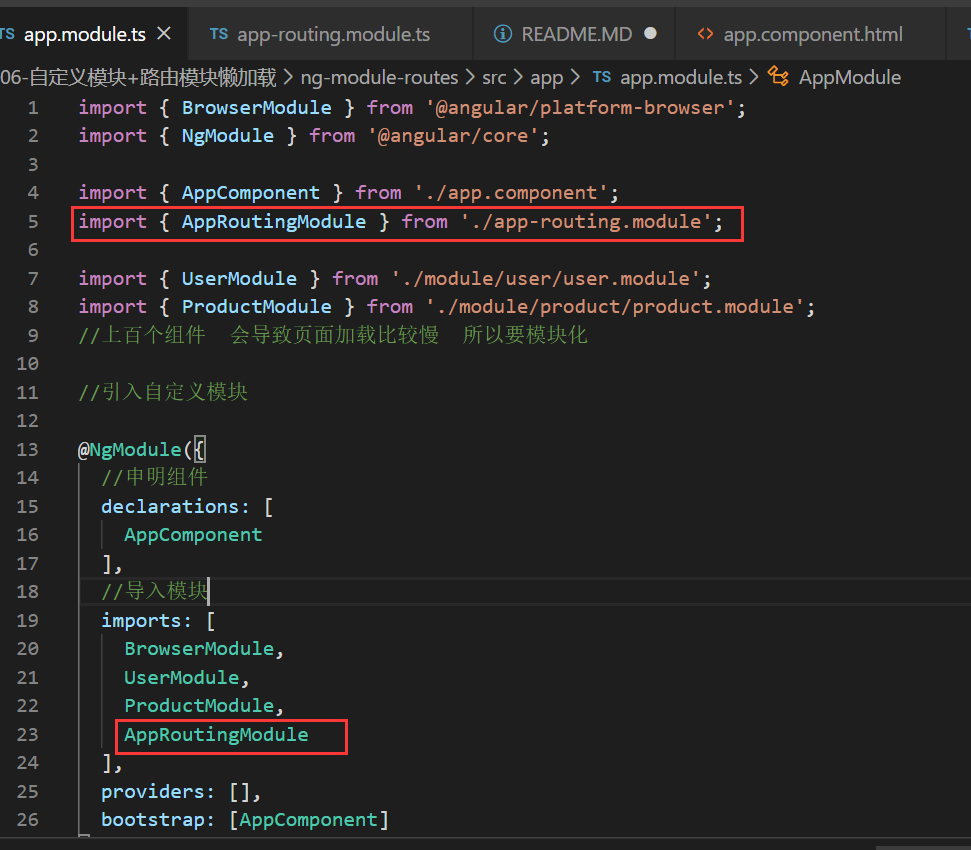 TS app.module.ts × TS app-routing.module.ts README.MD ● <> app.component.html
06-自定义模块+路由模块懒加载 > ng-module-routes > src > app > TS app.module.ts > AppModule
1 import { BrowserModule } from '@angular/platform-browser';
2 import { NgModule } from '@angular/core';
3
4 import { AppComponent } from './app.component';
5 import { AppRoutingModule } from './app-routing.module';
6
7 import { UserModule } from './module/user/user.module';
8 import { ProductModule } from './module/product/product.module';
9 //上百个组件  会导致页面加载比较慢  所以要模块化
10
11 //引入自定义模块
12
13 @NgModule({
14   //申明组件
15   declarations: [
16     AppComponent
17   ],
18   //导入模块
19   imports: [
20     BrowserModule,
21     UserModule,
22     ProductModule,
23     AppRoutingModule
24   ],
25   providers: [],
26   bootstrap: [AppComponent]